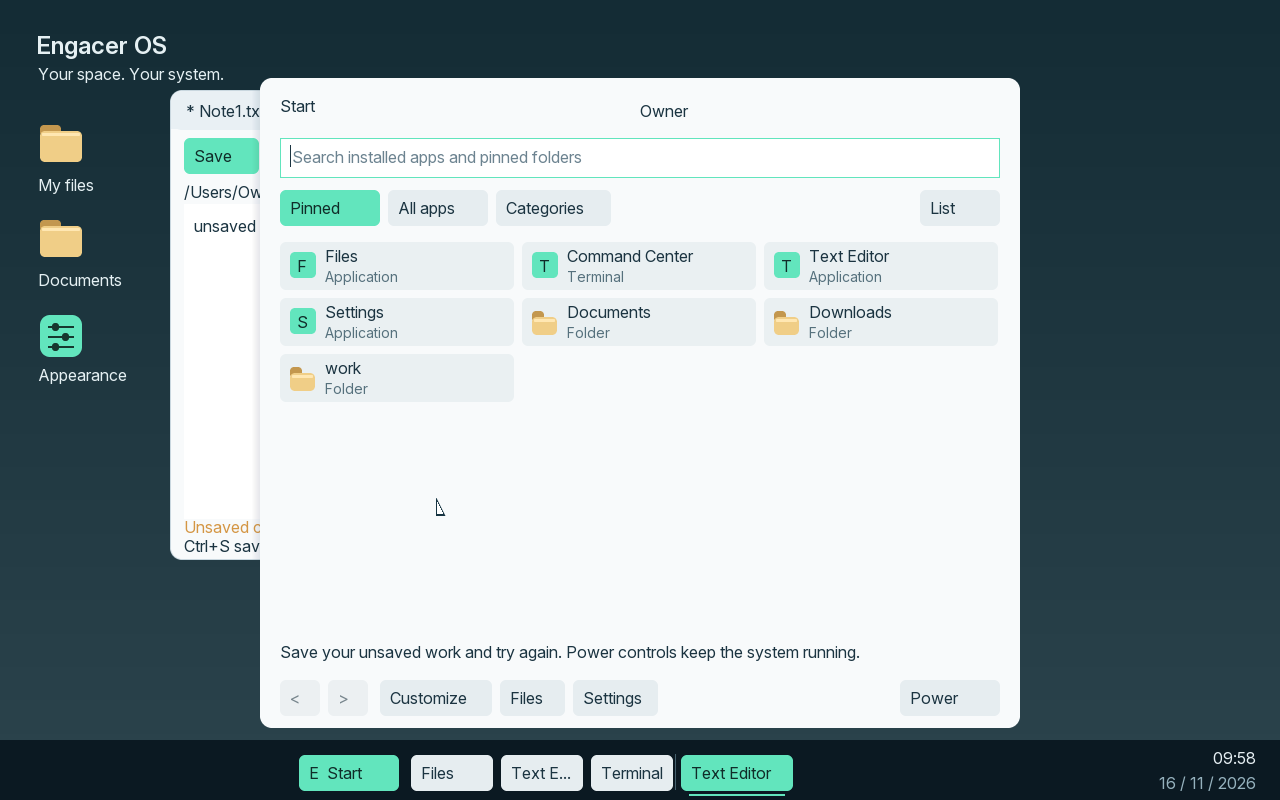 Engacer OS
Your space. Your system.
My files
Documents
Appearance
* Note1.tx
Save
/Users/Ow
unsaved
Unsaved c
Ctrl+S sav
Start
Owner
Search installed apps and pinned folders
Pinned All apps Categories List
F Files
Application
T Command Center
Terminal
T Text Editor
Application
S Settings
Application
Documents
Folder
Downloads
Folder
work
Folder
Save your unsaved work and try again. Power controls keep the system running.
< > Customize Files Settings Power
E Start Files Text E... Terminal Text Editor
09:58
16 / 11 / 2026